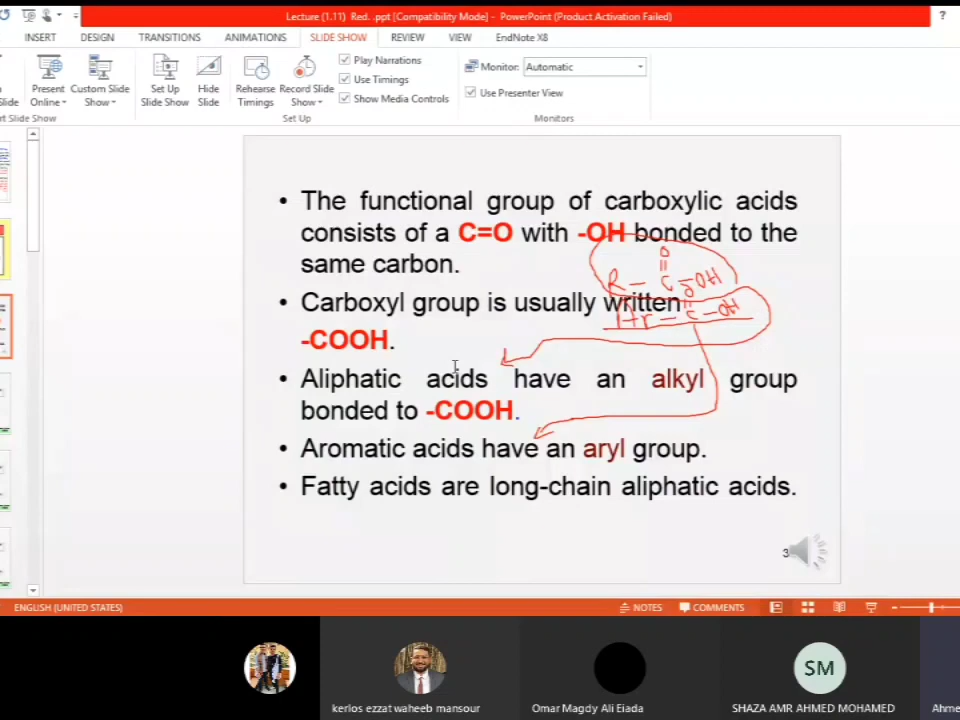 Lecture (1.11) Red. .ppt [Compatibility Mode] - PowerPoint (Product Activation Failed)
?
INSERT DESIGN TRANSITIONS ANIMATIONS SLIDE SHOW REVIEW VIEW EndNote X8
Present Online
Custom Slide Show
Set Up Slide Show
Hide Slide
Rehearse Timings
Record Slide Show
Play Narrations
Use Timings
Show Media Controls
Monitor: Automatic
Use Presenter View
Set Up
Monitors
• The functional group of carboxylic acids
consists of a C=O with -OH bonded to the
same carbon.
O
R - C OH
• Carboxyl group is usually written
Ar - C - OH
-COOH.
• Aliphatic acids have an alkyl group
bonded to -COOH.
• Aromatic acids have an aryl group.
• Fatty acids are long-chain aliphatic acids.
3
ENGLISH (UNITED STATES) NOTES COMMENTS
SM
kerlos ezzat waheeb mansour
Omar Magdy Ali Eiada
SHAZA AMR AHMED MOHAMED